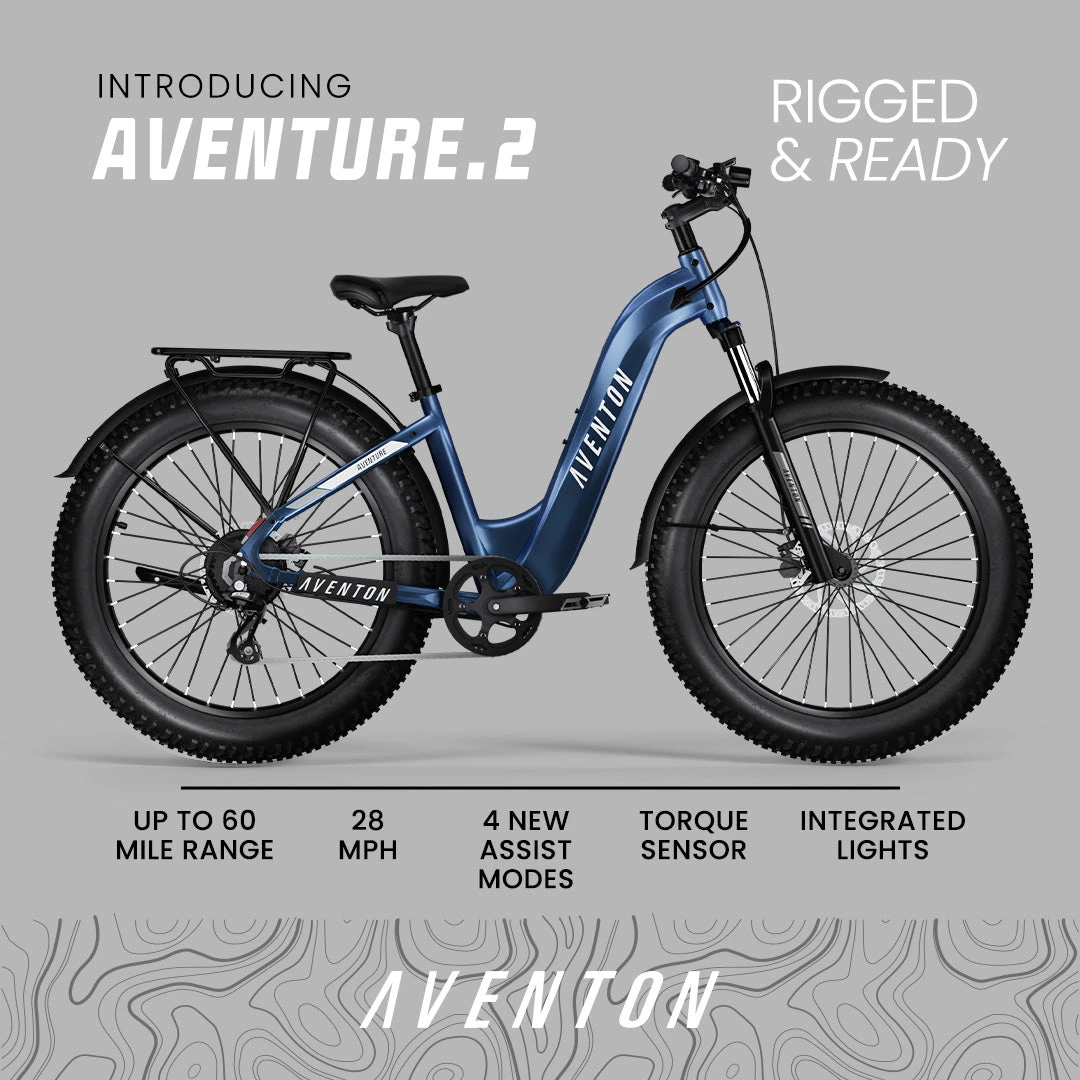 INTRODUCING
AVENTURE.2
RIGGED
& READY
AVENTON
AVENTURE
AVENTON
AVENTON
UP TO 60
MILE RANGE
28
MPH
4 NEW
ASSIST
MODES
TORQUE
SENSOR
INTEGRATED
LIGHTS
AVENTON